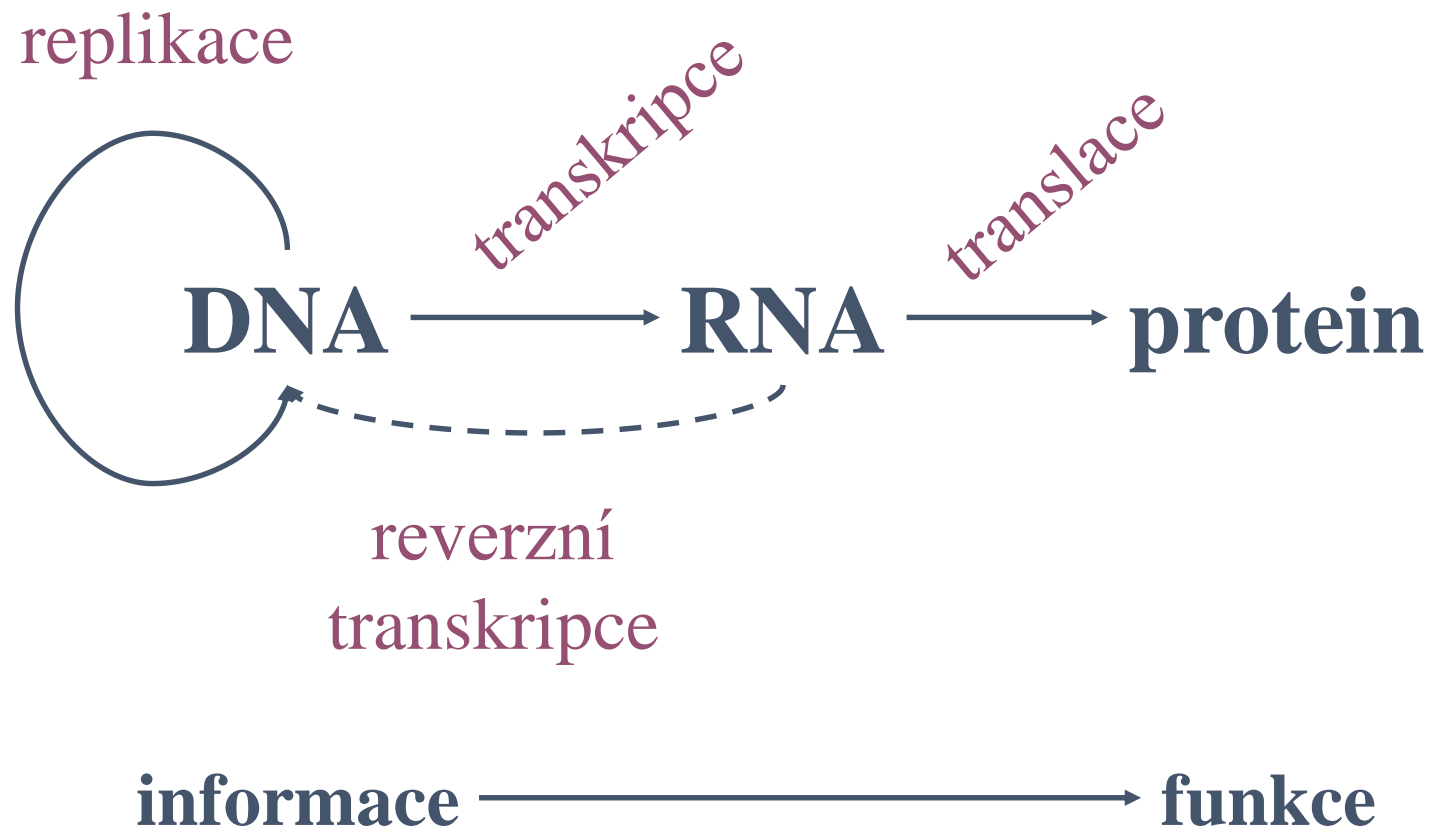 replikace
transkripce
translace
DNA RNA protein
reverzní
transkripce
informace funkce